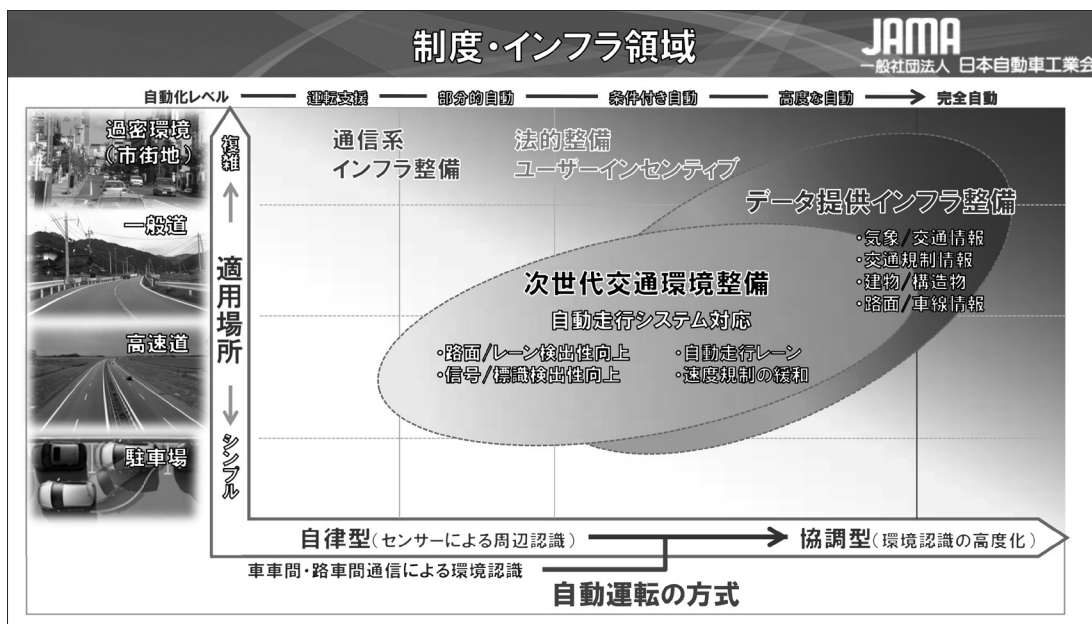 制度・インフラ領域
JAMA
一般社団法人 日本自動車工業会
自動化レベル 運転支援 部分的自動 条件付き自動 高度な自動 完全自動
過密環境
(市街地)
一般道
高速道
駐車場
複雑
適用場所
シンプル
通信系
インフラ整備
法的整備
ユーザーインセンティブ
データ提供インフラ整備
・気象/交通情報
・交通規制情報
・建物/構造物
・路面/車線情報
次世代交通環境整備
自動走行システム対応
・路面/レーン検出性向上
・信号/標識検出性向上
・自動走行レーン
・速度規制の緩和
自律型(センサーによる周辺認識)
協調型(環境認識の高度化)
車車間・路車間通信による環境認識
自動運転の方式